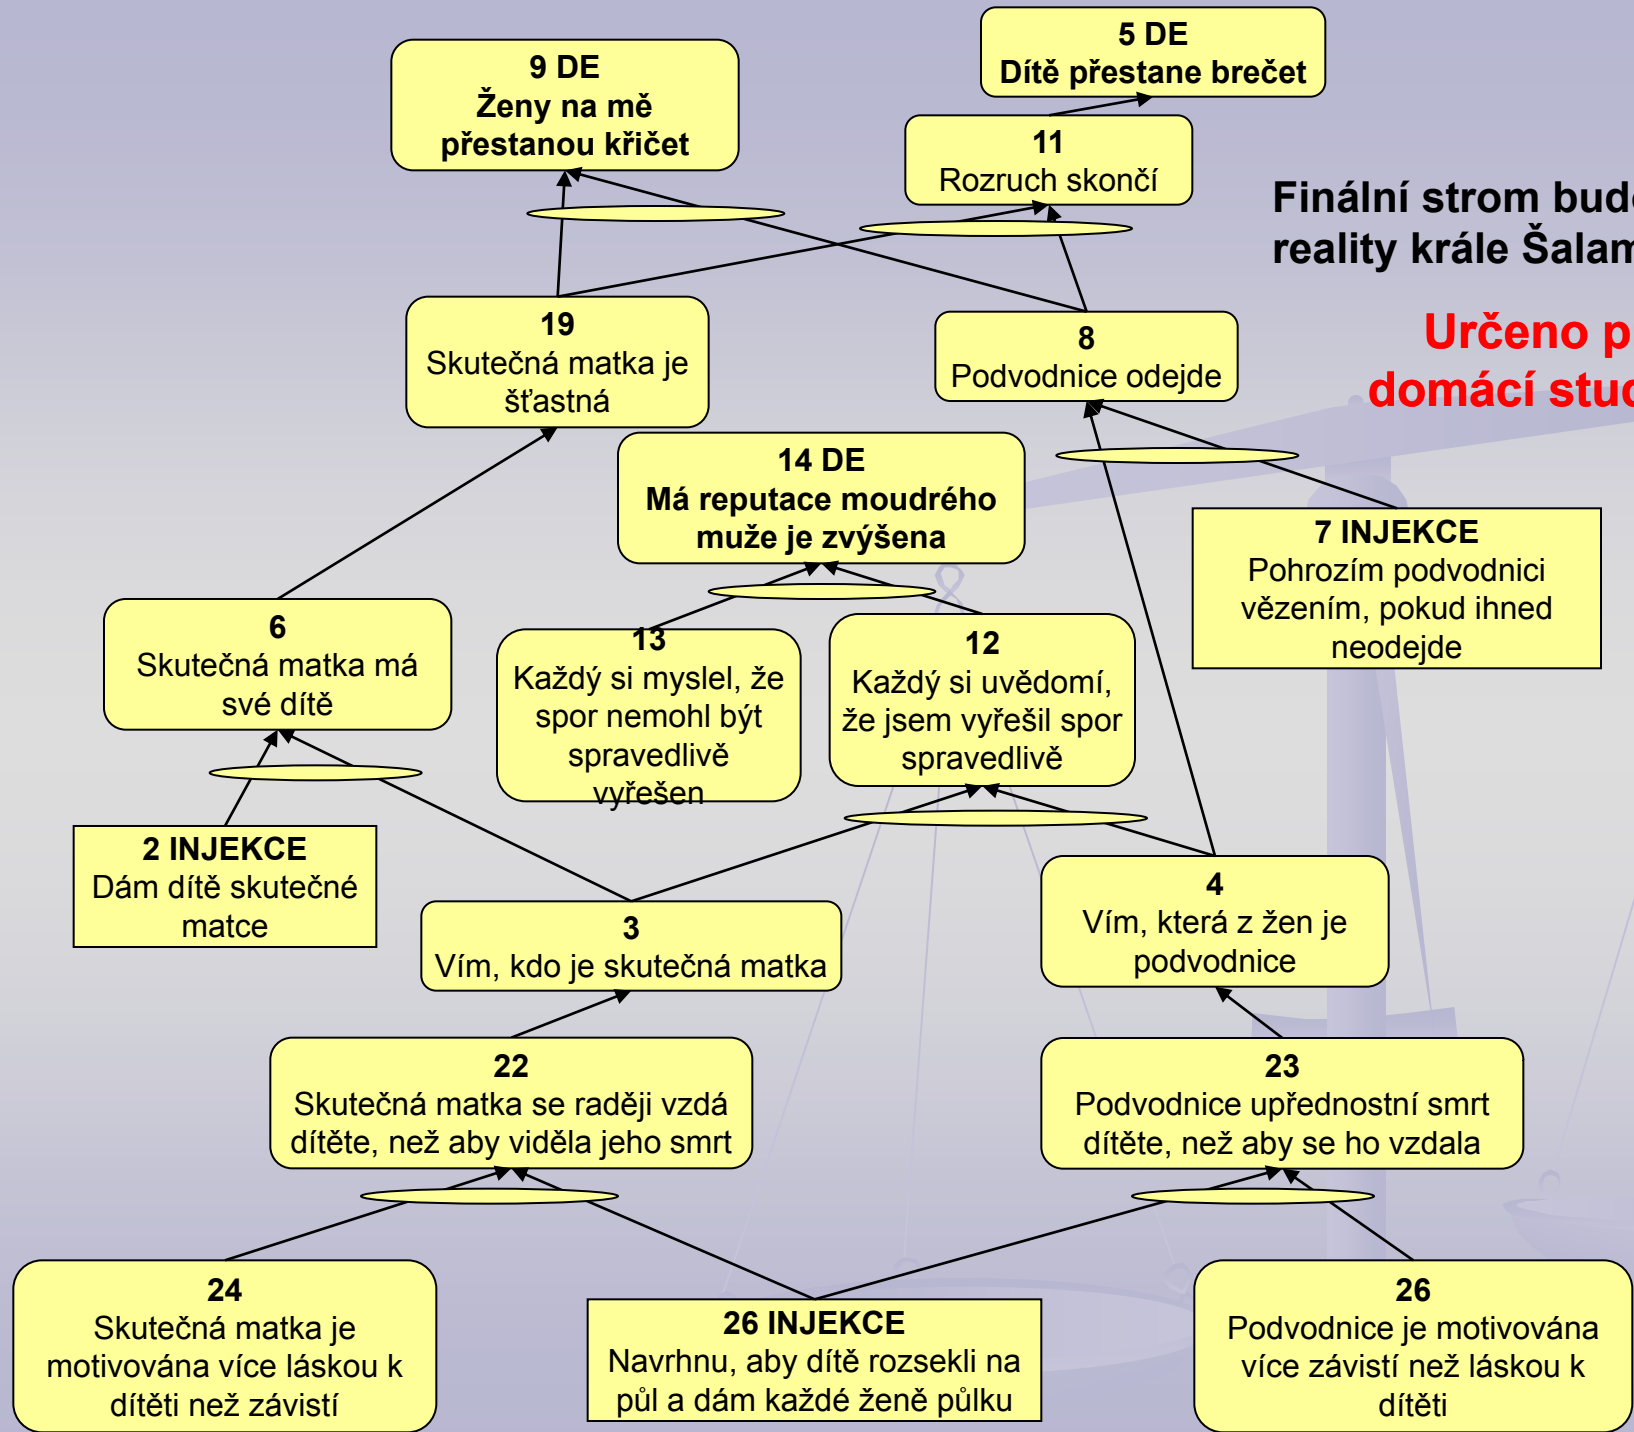 5 DE
Dítě přestane brečet
9 DE
Ženy na mě
přestanou křičet
11
Rozruch skončí
Finální strom
reality krále
Určeno
domácí
19
Skutečná matka je
šťastná
8
Podvodnice odejde
14 DE
Má reputace moudrého
muže je zvýšena
7 INJEKCE
Pohrozím podvodnici
vězením, pokud ihned
neodejde
6
Skutečná matka má
své dítě
13
Každý si myslel, že
spor nemohl být
spravedlivě
vyřešen
12
Každý si uvědomí,
že jsem vyřešil spor
spravedlivě
2 INJEKCE
Dám dítě skutečné
matce
3
Vím, kdo je skutečná matka
4
Vím, která z žen je
podvodnice
22
Skutečná matka se raději vzdá
dítěte, než aby viděla jeho smrt
23
Podvodnice upřednostní smrt
dítěte, než aby se ho vzdala
24
Skutečná matka je
motivována více láskou k
dítěti než závistí
26 INJEKCE
Navrhnu, aby dítě rozsekli na
půl a dám každé ženě půlku
26
Podvodnice je motivována
více závistí než láskou k
dítěti